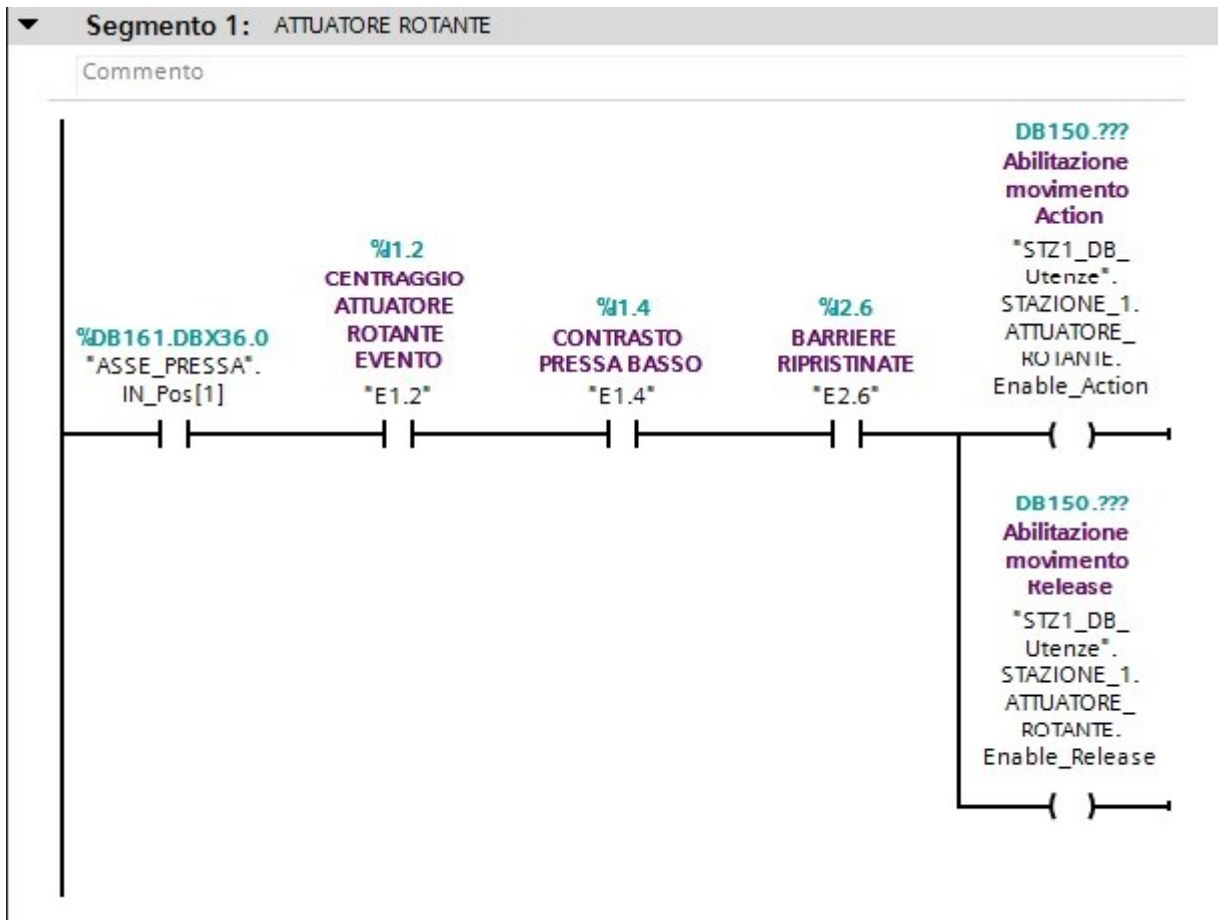 Segmento 1: ATTUATORE ROTANTE
Commento
%DB161.DBX36.0
"ASSE_PRESSA".
IN_Pos[1]
%I1.2
CENTRAGGIO
ATTUATORE
ROTANTE
EVENTO
"E1.2"
%I1.4
CONTRASTO
PRESSA BASSO
"E1.4"
%I2.6
BARRIERE
RIPRISTINATE
"E2.6"
DB150.???
Abilitazione
movimento
Action
"STZ1_DB_
Utenze".
STAZIONE_1.
ATTUATORE_
ROTANTE.
Enable_Action
DB150.???
Abilitazione
movimento
Release
"STZ1_DB_
Utenze".
STAZIONE_1.
ATTUATORE_
ROTANTE.
Enable_Release